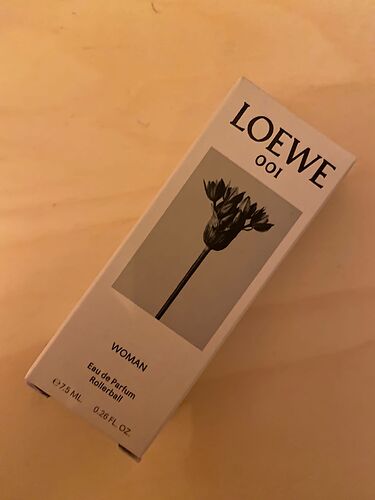 LOEWE
001
WOMAN
Eau de Parfum
Rollerball
℮7.5 ML. 0.26 FL. OZ.